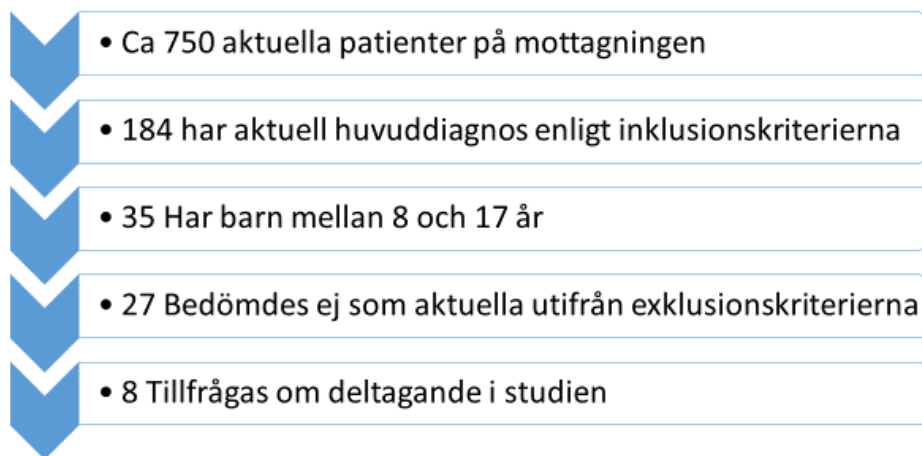 • Ca 750 aktuella patienter på mottagningen
• 184 har aktuell huvuddiagnos enligt inklusionskriterierna
• 35 Har barn mellan 8 och 17 år
• 27 Bedömdes ej som aktuella utifrån exklusionskriterierna
• 8 Tillfrågas om deltagande i studien